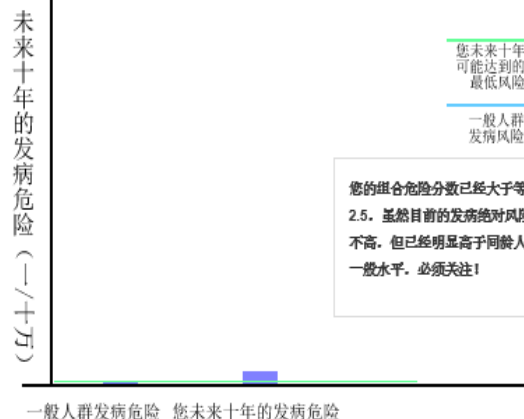 未来十年的发病危险（一/十万）
您未来十年
可能达到的
最低风险
一般人群
发病风险
您的组合危险分数已经大于等
2.5。虽然目前的发病绝对风险
不高，但已经明显高于同龄人
一般水平，必须关注！
一般人群发病危险 您未来十年的发病危险